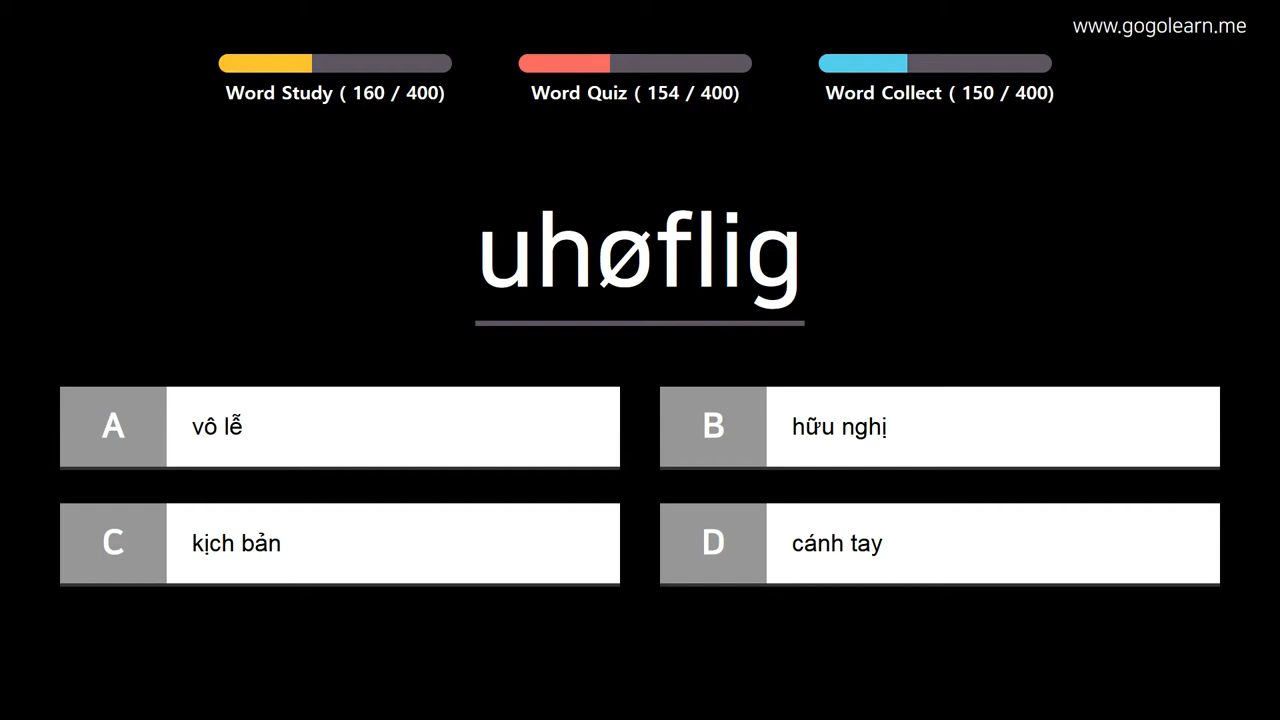 www.gogolearn.me
Word Study ( 160 / 400)
Word Quiz ( 154 / 400)
Word Collect ( 150 / 400)
uhøflig
A
vô lễ
B
hữu nghị
C
kịch bản
D
cánh tay